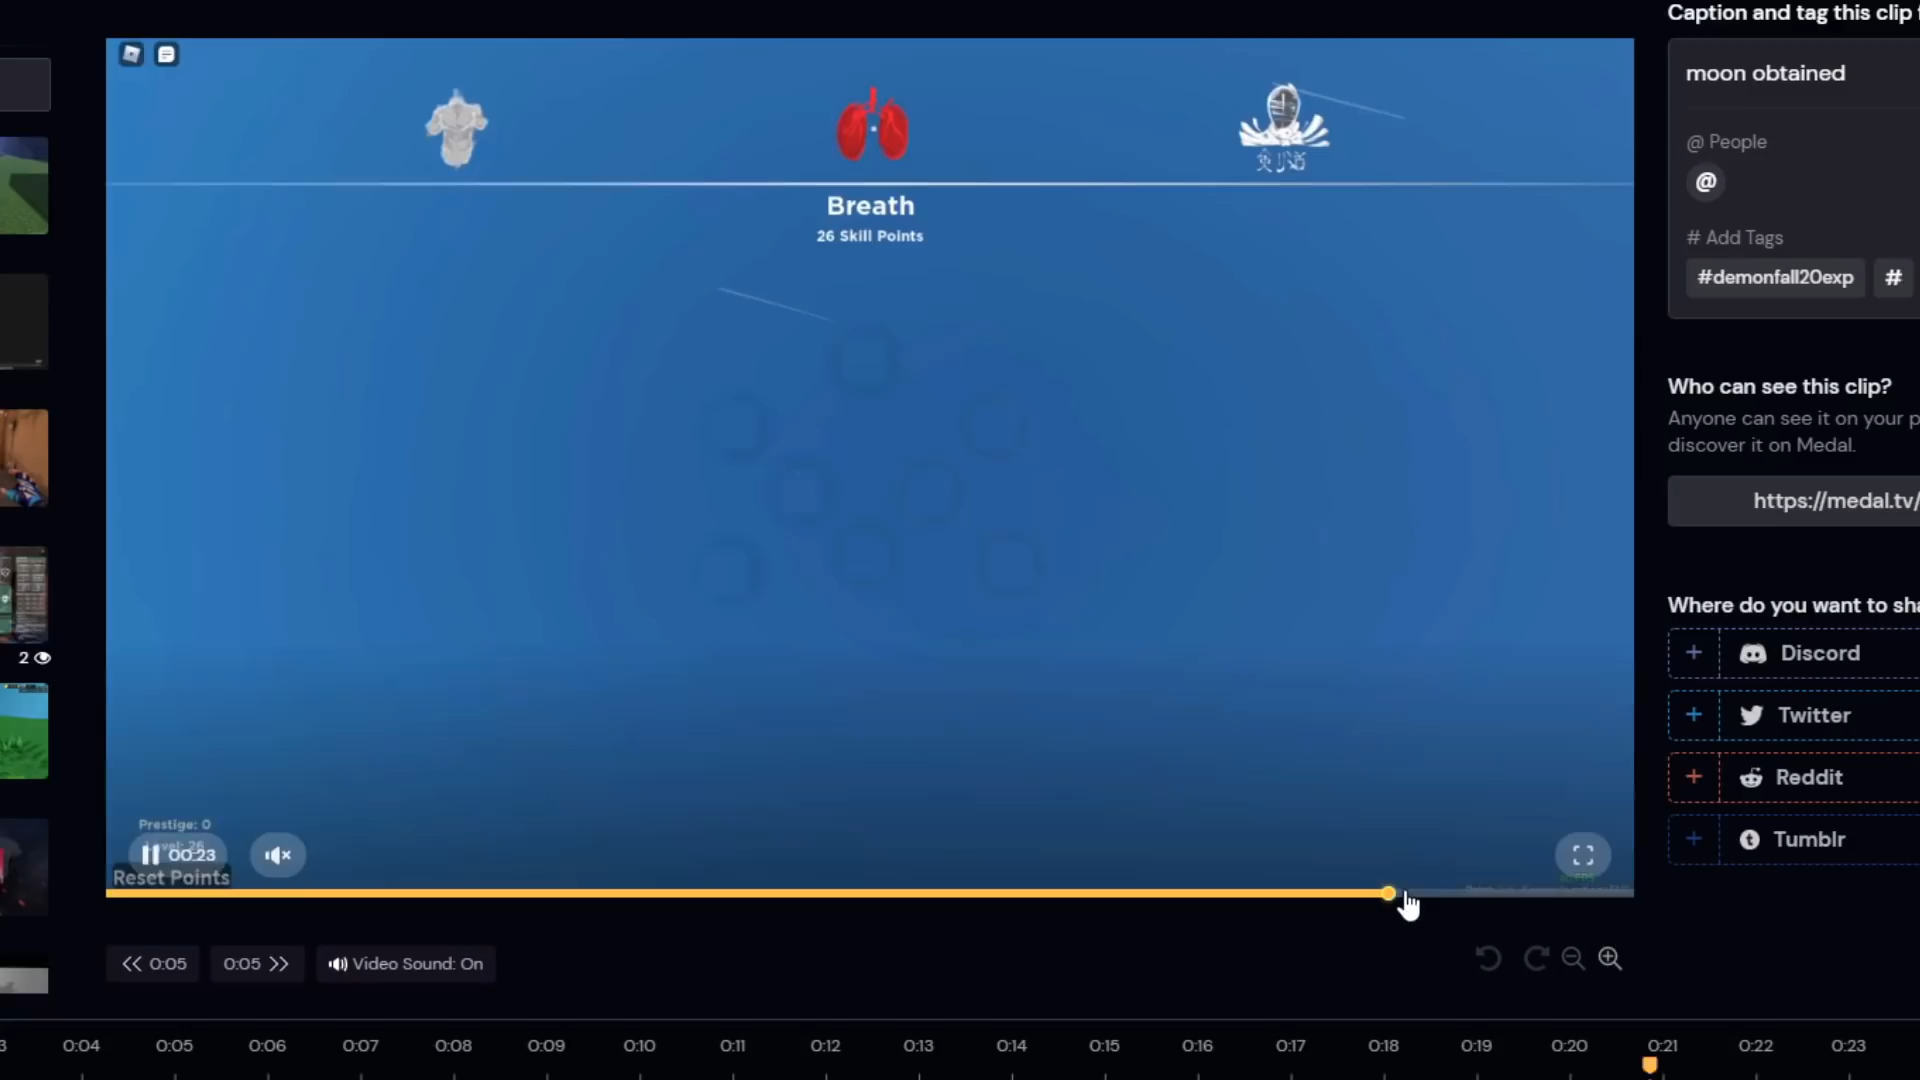 Caption and tag this clip f
moon obtained
@ People
@
# Add Tags
#demonfall20exp #
Breath
26 Skill Points
Who can see this clip?
Anyone can see it on your p
discover it on Medal.
https://medal.tv/
Where do you want to sha
+ Discord
+ Twitter
+ Reddit
+ Tumblr
2
Prestige: 0
Level: 26
00:23
Reset Points
0:05
0:05
Video Sound: On
3 0:04 0:05 0:06 0:07 0:08 0:09 0:10 0:11 0:12 0:13 0:14 0:15 0:16 0:17 0:18 0:19 0:20 0:21 0:22 0:23